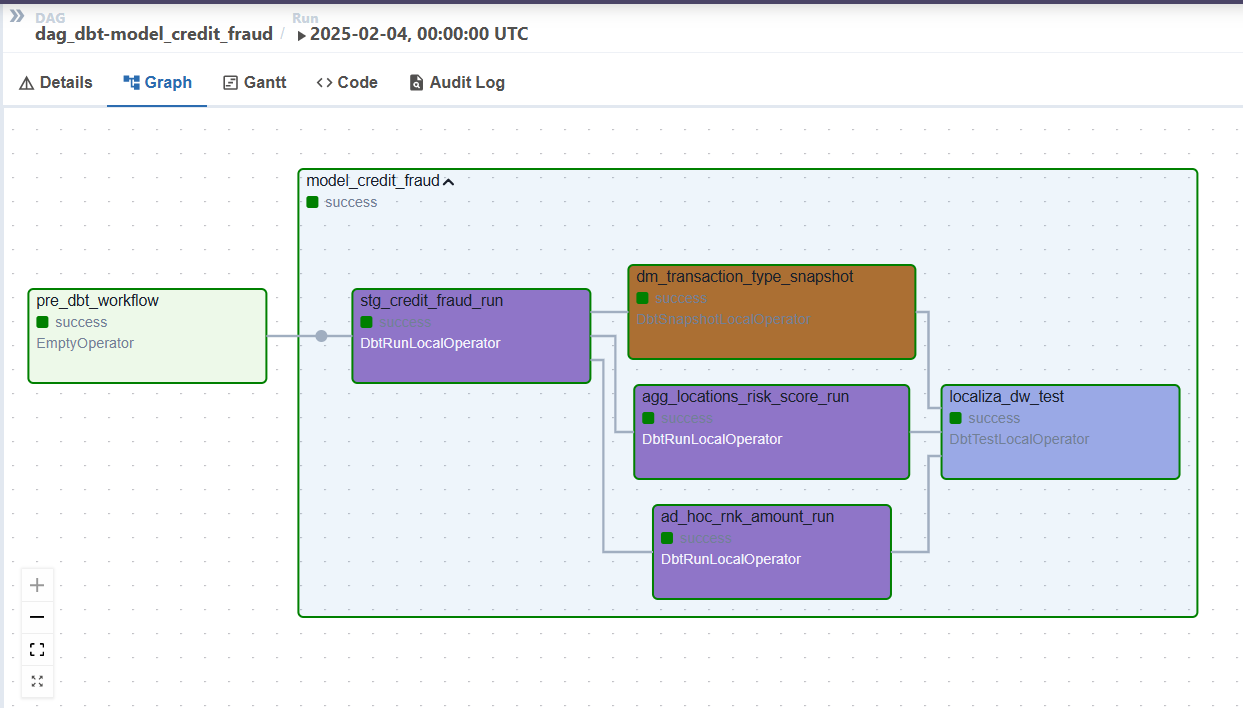 DAG
Run
dag_dbt-model_credit_fraud / 2025-02-04, 00:00:00 UTC
Details
Graph
Gantt
Code
Audit Log
model_credit_fraud
success
pre_dbt_workflow
success
EmptyOperator
stg_credit_fraud_run
success
DbtRunLocalOperator
dm_transaction_type_snapshot
success
DbtSnapshotLocalOperator
agg_locations_risk_score_run
success
DbtRunLocalOperator
ad_hoc_rnk_amount_run
success
DbtRunLocalOperator
localiza_dw_test
success
DbtTestLocalOperator